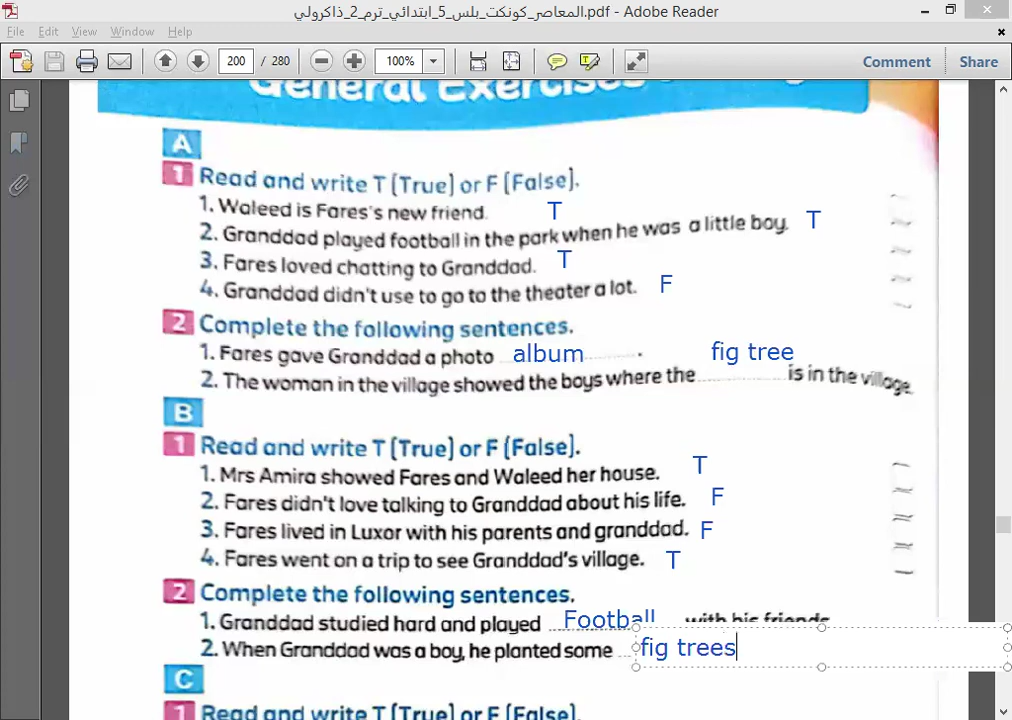 المعاصر_كونكت_بلس_5_ابتدائي_ترم_2_ذاكرولي.pdf - Adobe Reader
File Edit View Window Help
200 / 280 100% Comment Share
General Exercises
A
1 Read and write T (True) or F (False).
1. Waleed is Fares's new friend. T
2. Granddad played football in the park when he was a little boy. T
3. Fares loved chatting to Granddad. T
4. Granddad didn't use to go to the theater a lot. F
2 Complete the following sentences.
1. Fares gave Granddad a photo album .
2. The woman in the village showed the boys where the fig tree is in the village.
B
1 Read and write T (True) or F (False).
1. Mrs Amira showed Fares and Waleed her house. T
2. Fares didn't love talking to Granddad about his life. F
3. Fares lived in Luxor with his parents and granddad. F
4. Fares went on a trip to see Granddad's village. T
2 Complete the following sentences.
1. Granddad studied hard and played Football with his friends
2. When Granddad was a boy, he planted some fig trees
C
1 Read and write T (True) or F (False).